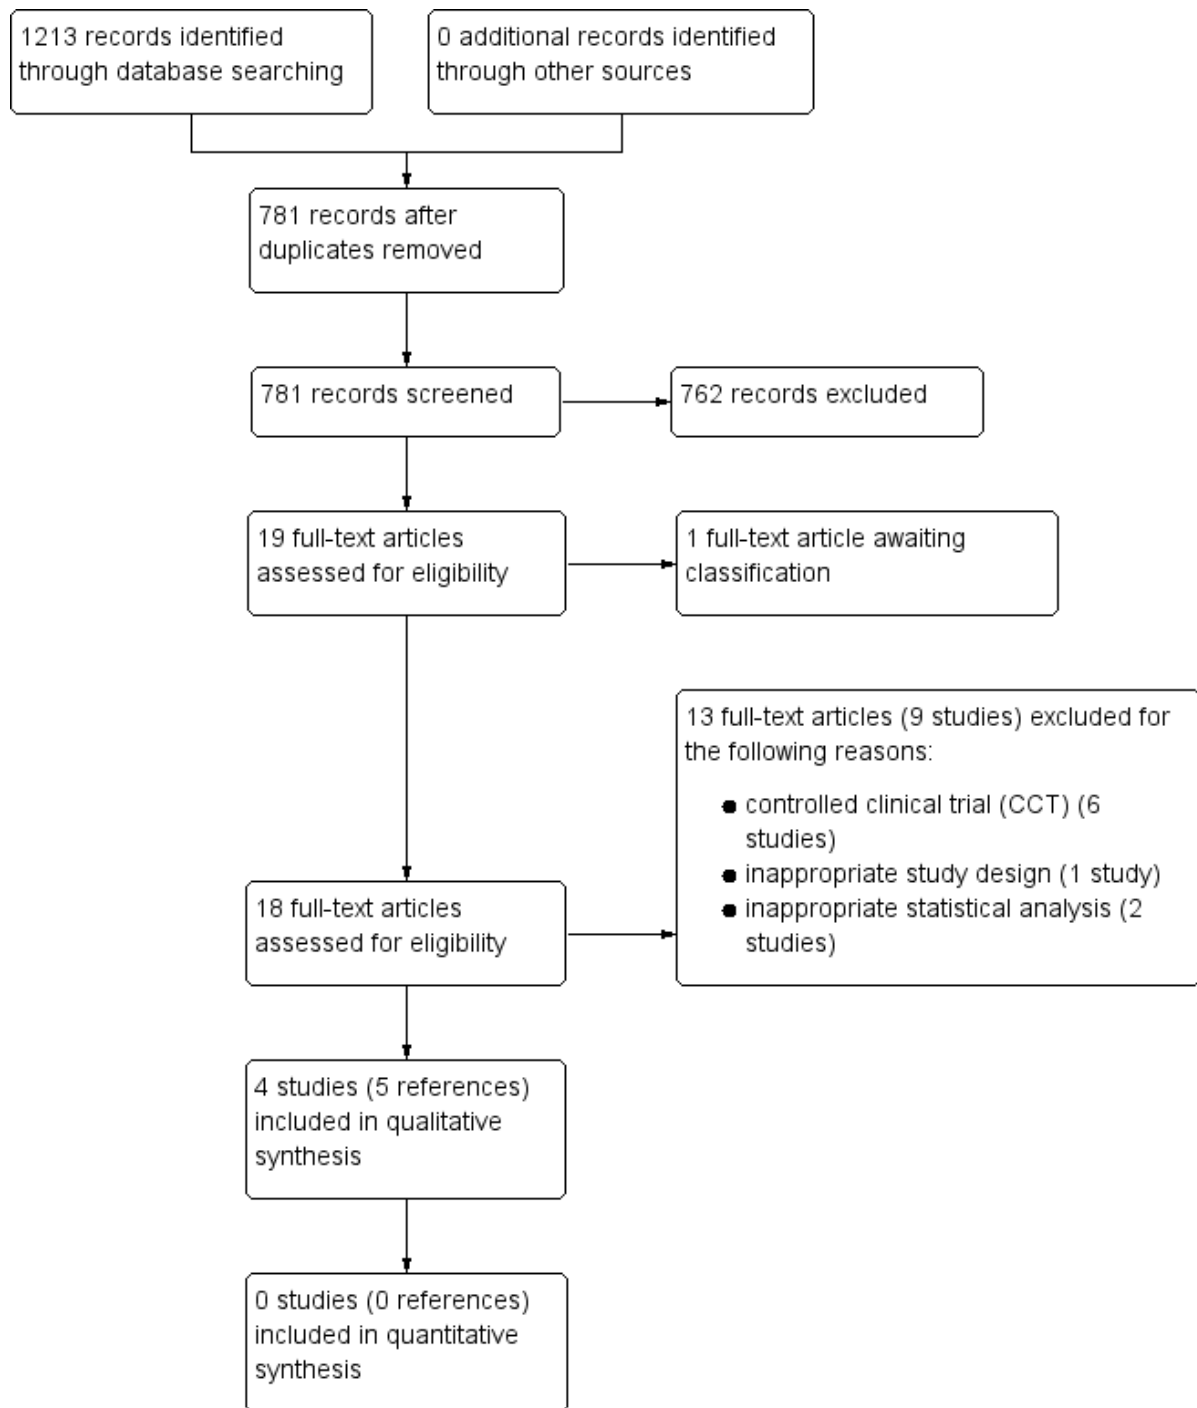 1213 records identified
through database searching
0 additional records identified
through other sources
781 records after
duplicates removed
781 records screened
762 records excluded
19 full-text articles
assessed for eligibility
1 full-text article awaiting
classification
13 full-text articles (9 studies) excluded for
the following reasons:
● controlled clinical trial (CCT) (6
studies)
● inappropriate study design (1 study)
● inappropriate statistical analysis (2
studies)
18 full-text articles
assessed for eligibility
4 studies (5 references)
included in qualitative
synthesis
0 studies (0 references)
included in quantitative
synthesis